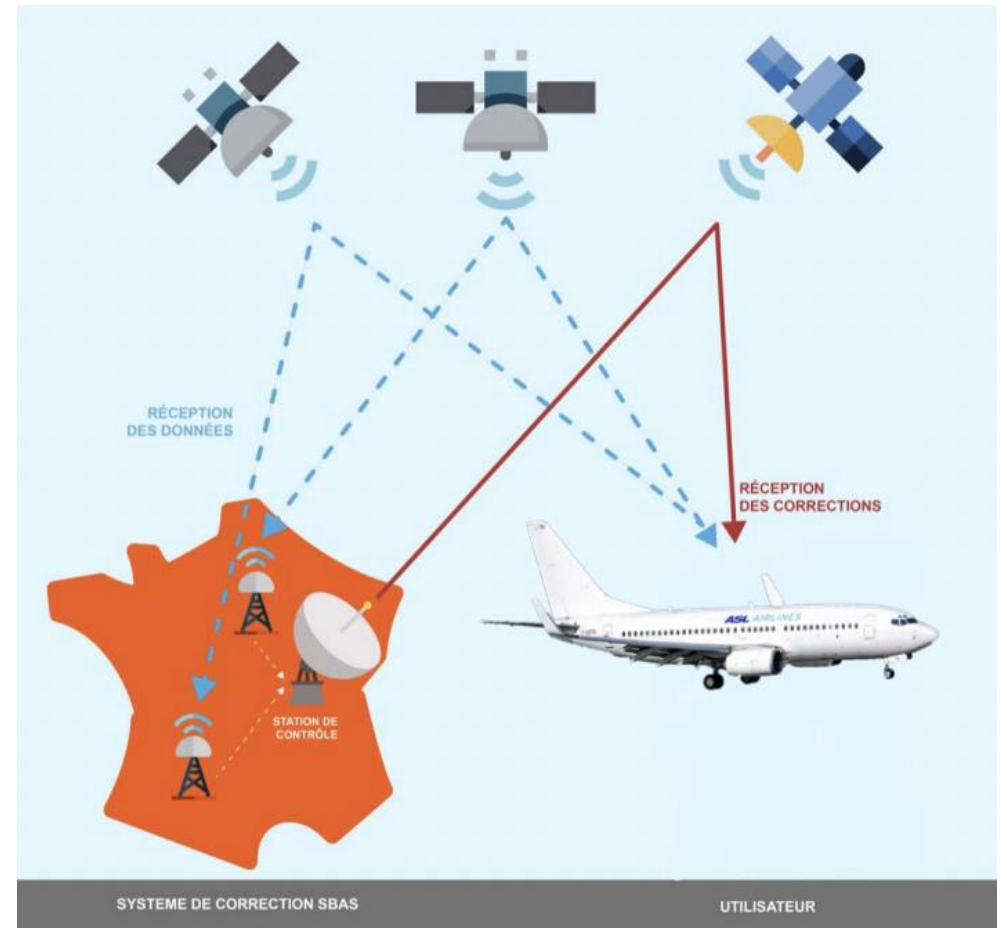 RÉCEPTION
DES DONNÉES
RÉCEPTION
DES CORRECTIONS
ASL AIRLINES
STATION DE
CONTRÔLE
SYSTEME DE CORRECTION SBAS
UTILISATEUR